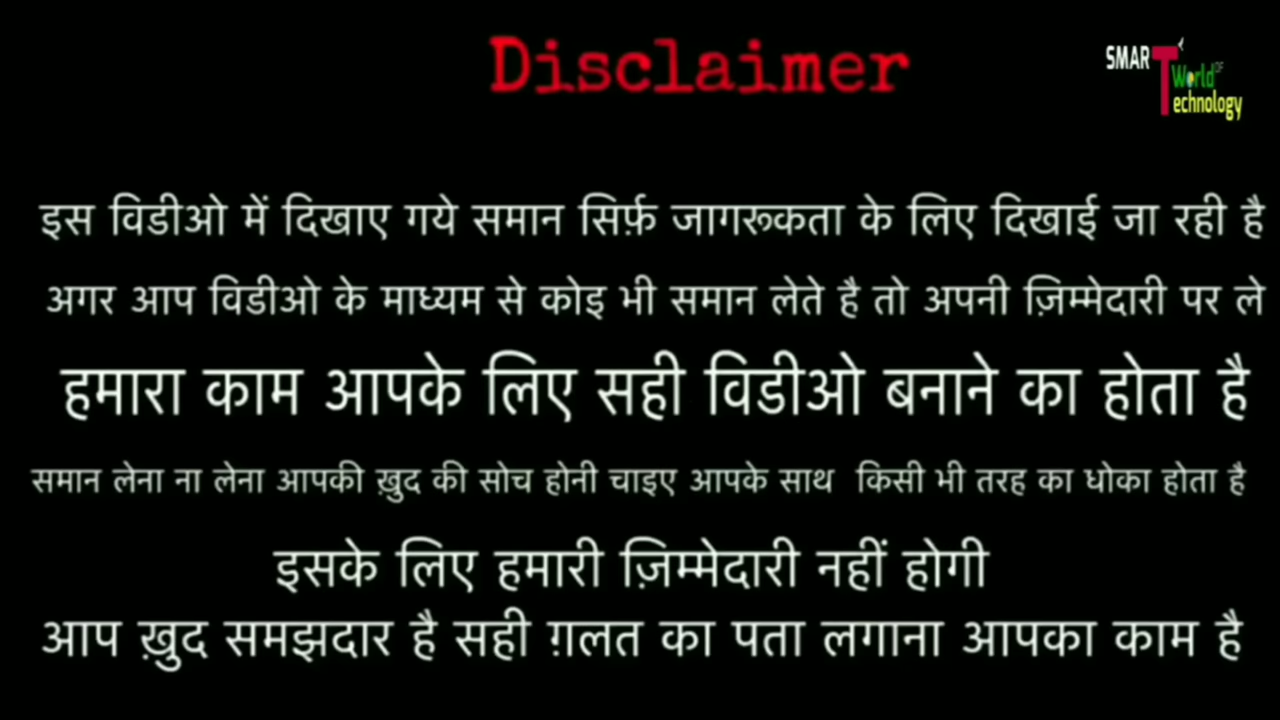 Disclaimer
SMART
World OF
Technology
इस विडीओ में दिखाए गये समान सिर्फ़ जागरूकता के लिए दिखाई जा रही है
अगर आप विडीओ के माध्यम से कोइ भी समान लेते है तो अपनी ज़िम्मेदारी पर ले
हमारा काम आपके लिए सही विडीओ बनाने का होता है
समान लेना ना लेना आपकी ख़ुद की सोच होनी चाइए आपके साथ किसी भी तरह का धोका होता है
इसके लिए हमारी ज़िम्मेदारी नहीं होगी
आप ख़ुद समझदार है सही ग़लत का पता लगाना आपका काम है